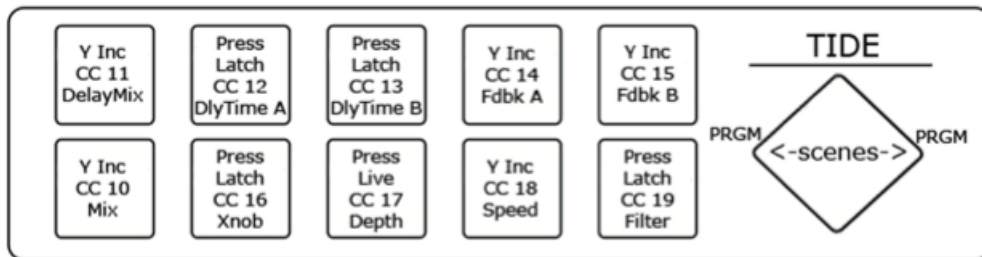 Y Inc
CC 11
DelayMix
Press
Latch
CC 12
DlyTime A
Press
Latch
CC 13
DlyTime B
Y Inc
CC 14
Fdbk A
Y Inc
CC 15
Fdbk B
TIDE
PRGM
<-scenes->
PRGM
Y Inc
CC 10
Mix
Press
Latch
CC 16
Xnob
Press
Live
CC 17
Depth
Y Inc
CC 18
Speed
Press
Latch
CC 19
Filter